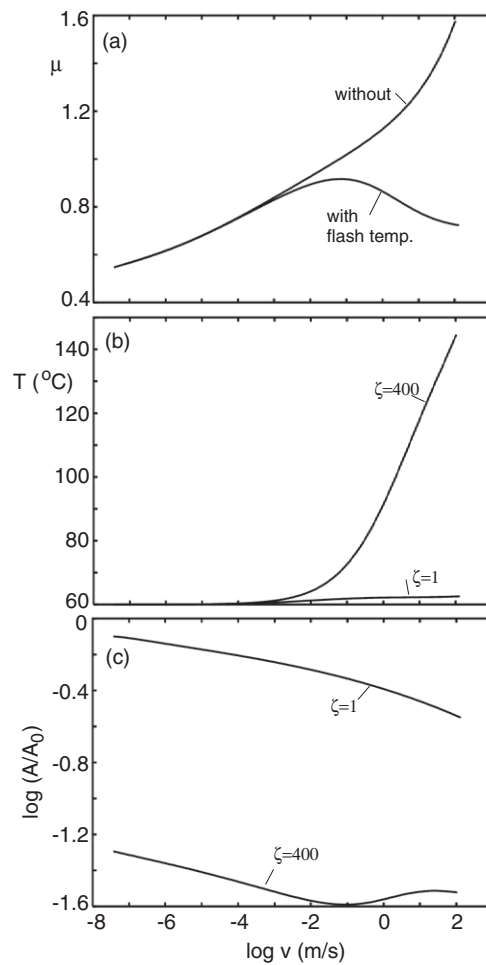 1.6
(a)
μ
without
1.2
0.8
with
flash temp.
0.4
(b)
140
T (°C)
ζ=400
120
100
80
ζ=1
60
0
(c)
-0.4
ζ=1
log (A/A₀)
-0.8
-1.2
ζ=400
-1.6
-8 -6 -4 -2 0 2
log v (m/s)